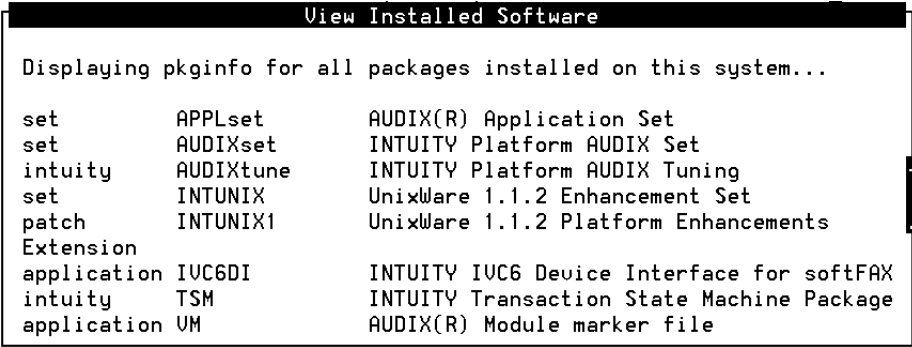 View Installed Software
Displaying pkginfo for all packages installed on this system...
set APPLset AUDIX(R) Application Set
set AUDIXset INTUITY Platform AUDIX Set
intuity AUDIXtune INTUITY Platform AUDIX Tuning
set INTUNIX UnixWare 1.1.2 Enhancement Set
patch INTUNIX1 UnixWare 1.1.2 Platform Enhancements
Extension
application IVC6DI INTUITY IVC6 Device Interface for softFAX
intuity TSM INTUITY Transaction State Machine Package
application VM AUDIX(R) Module marker file